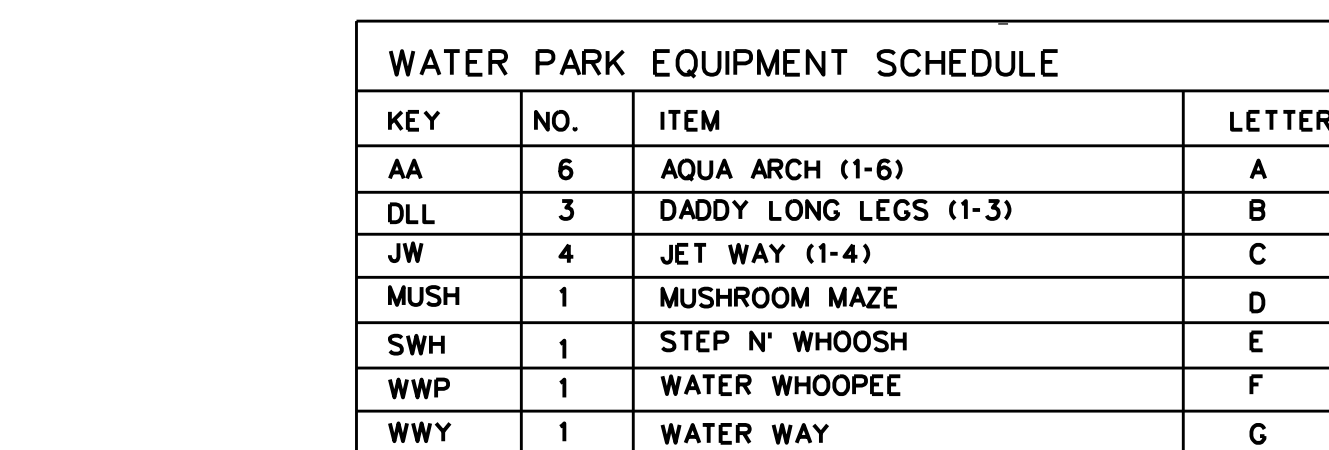 WATER PARK EQUIPMENT SCHEDULE
KEY NO. ITEM LETTER
AA 6 AQUA ARCH (1-6) A
DLL 3 DADDY LONG LEGS (1-3) B
JW 4 JET WAY (1-4) C
MUSH 1 MUSHROOM MAZE D
SWH 1 STEP N' WHOOSH E
WWP 1 WATER WHOOPEE F
WWY 1 WATER WAY G